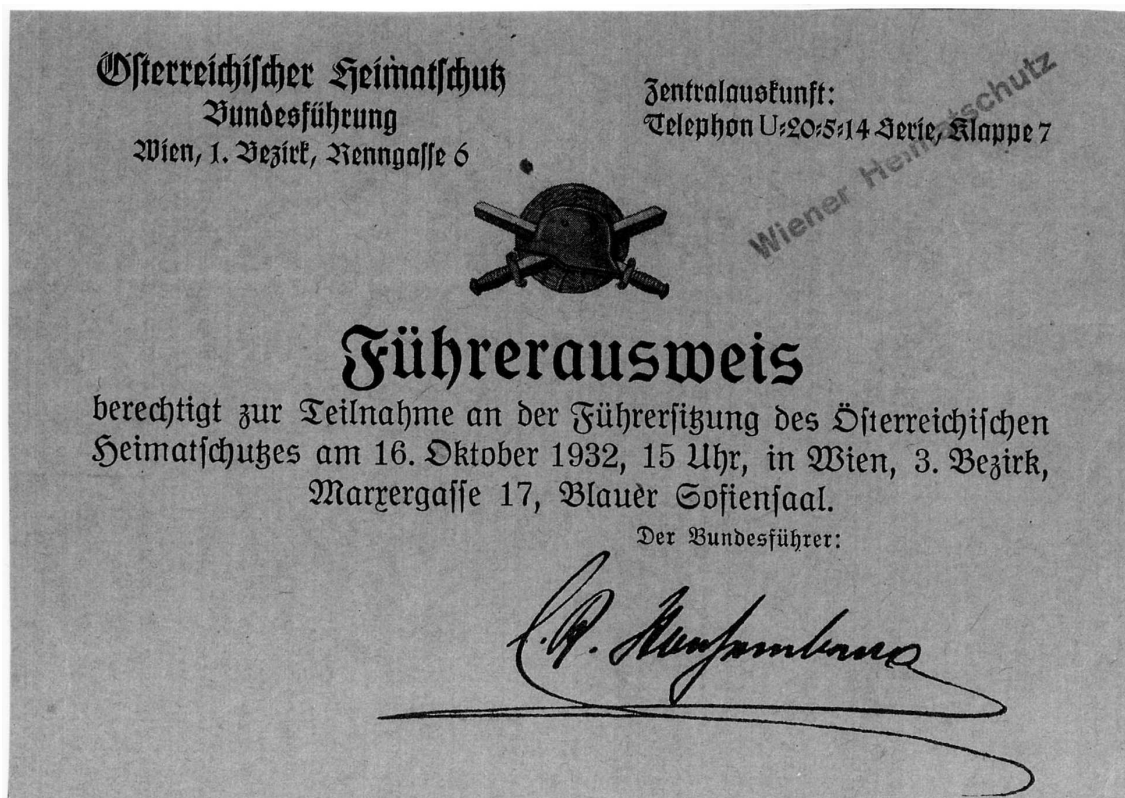 Österreichischer Heimatschutz
Bundesführung
Wien, 1. Bezirk, Renngasse 6
Zentralauskunft:
Telephon U=20=5=14 Serie, Klappe 7
Wiener Heimatschutz
Führerausweis
berechtigt zur Teilnahme an der Führersitzung des Österreichischen
Heimatschutzes am 16. Oktober 1932, 15 Uhr, in Wien, 3. Bezirk,
Marxergasse 17, Blauer Sofiensaal.
Der Bundesführer: